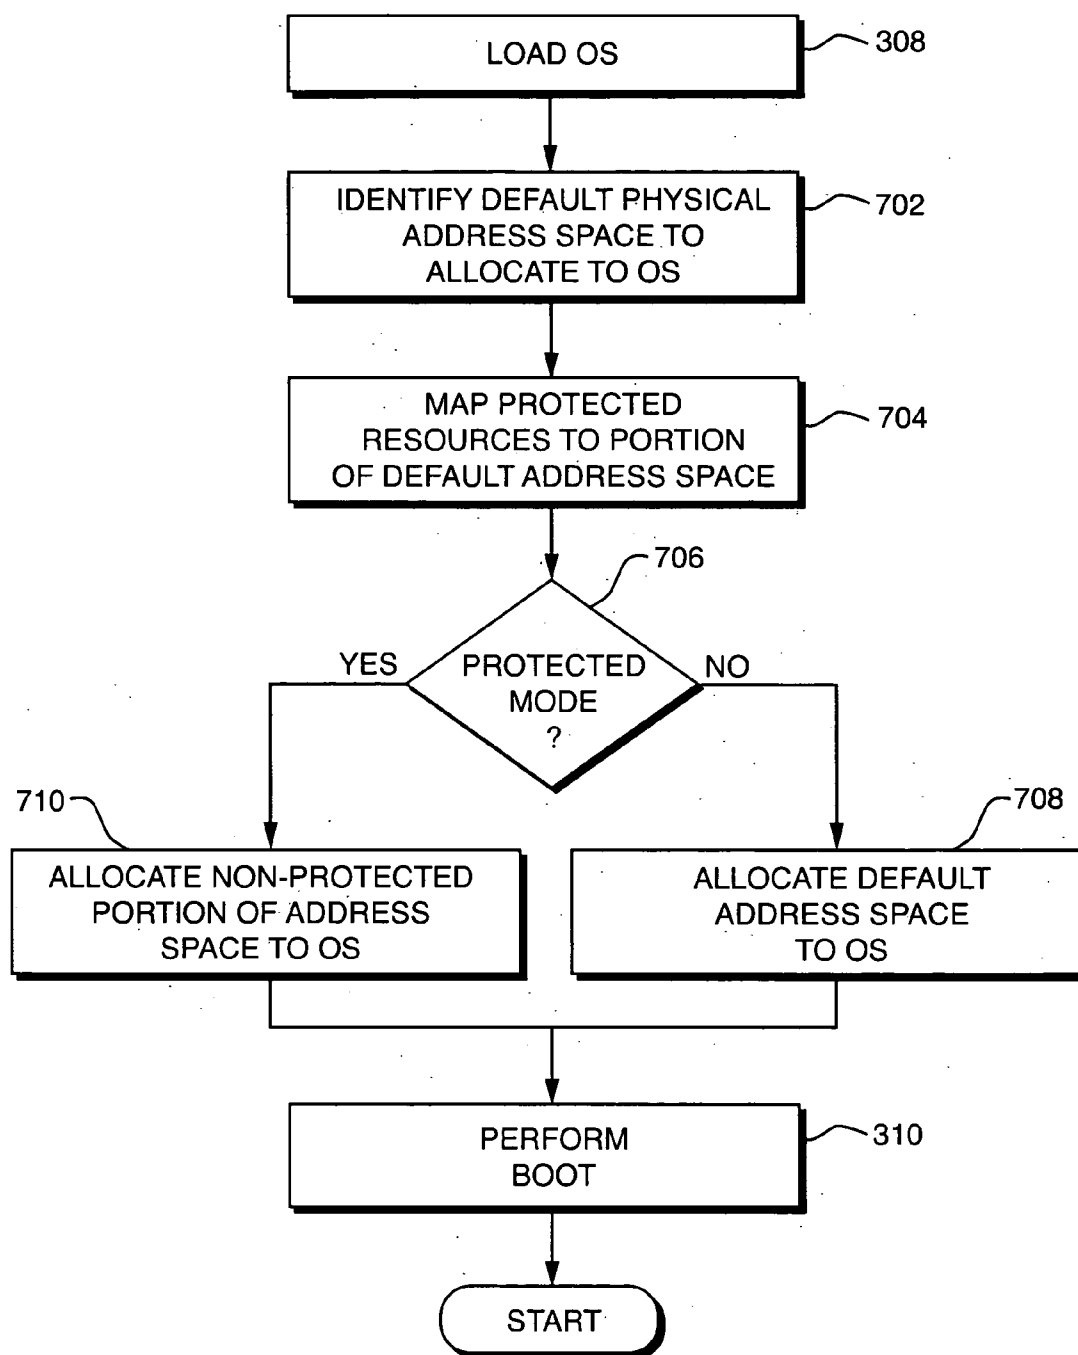 LOAD OS
308
IDENTIFY DEFAULT PHYSICAL
ADDRESS SPACE TO
ALLOCATE TO OS
702
MAP PROTECTED
RESOURCES TO PORTION
OF DEFAULT ADDRESS SPACE
704
706
YES
PROTECTED
MODE
?
NO
710
708
ALLOCATE NON-PROTECTED
PORTION OF ADDRESS
SPACE TO OS
ALLOCATE DEFAULT
ADDRESS SPACE
TO OS
PERFORM
BOOT
310
START